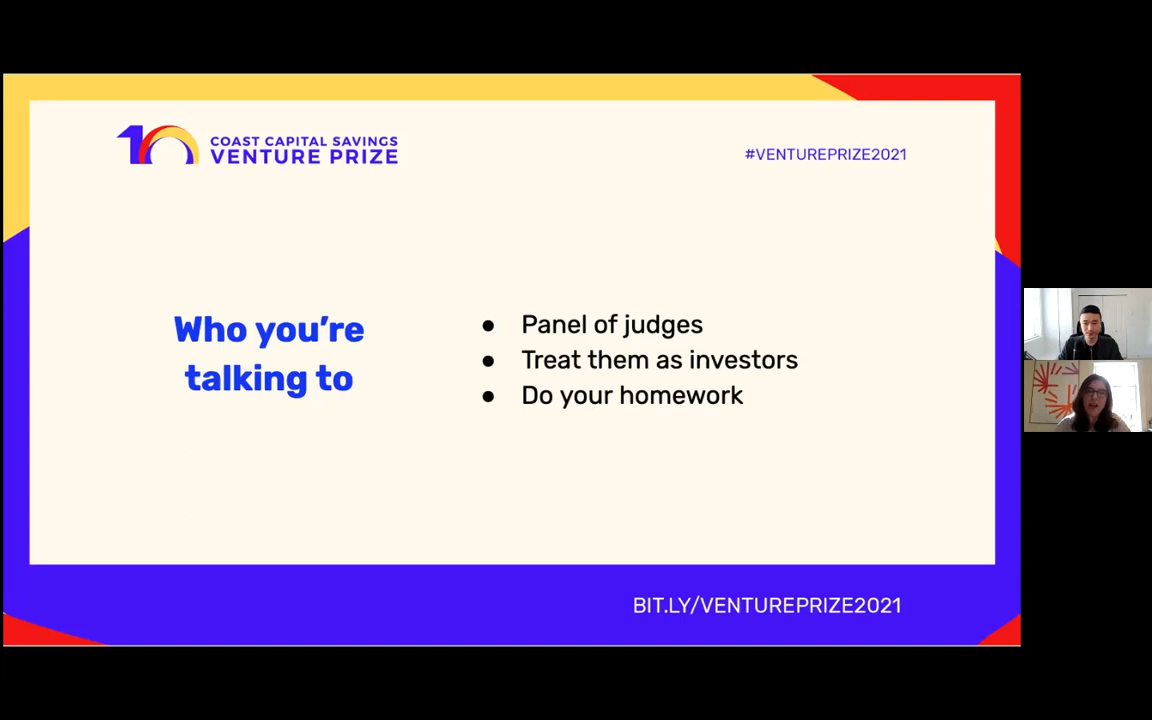 10 COAST CAPITAL SAVINGS
VENTURE PRIZE
#VENTUREPRIZE2021
Who you're
talking to
● Panel of judges
● Treat them as investors
● Do your homework
BIT.LY/VENTUREPRIZE2021